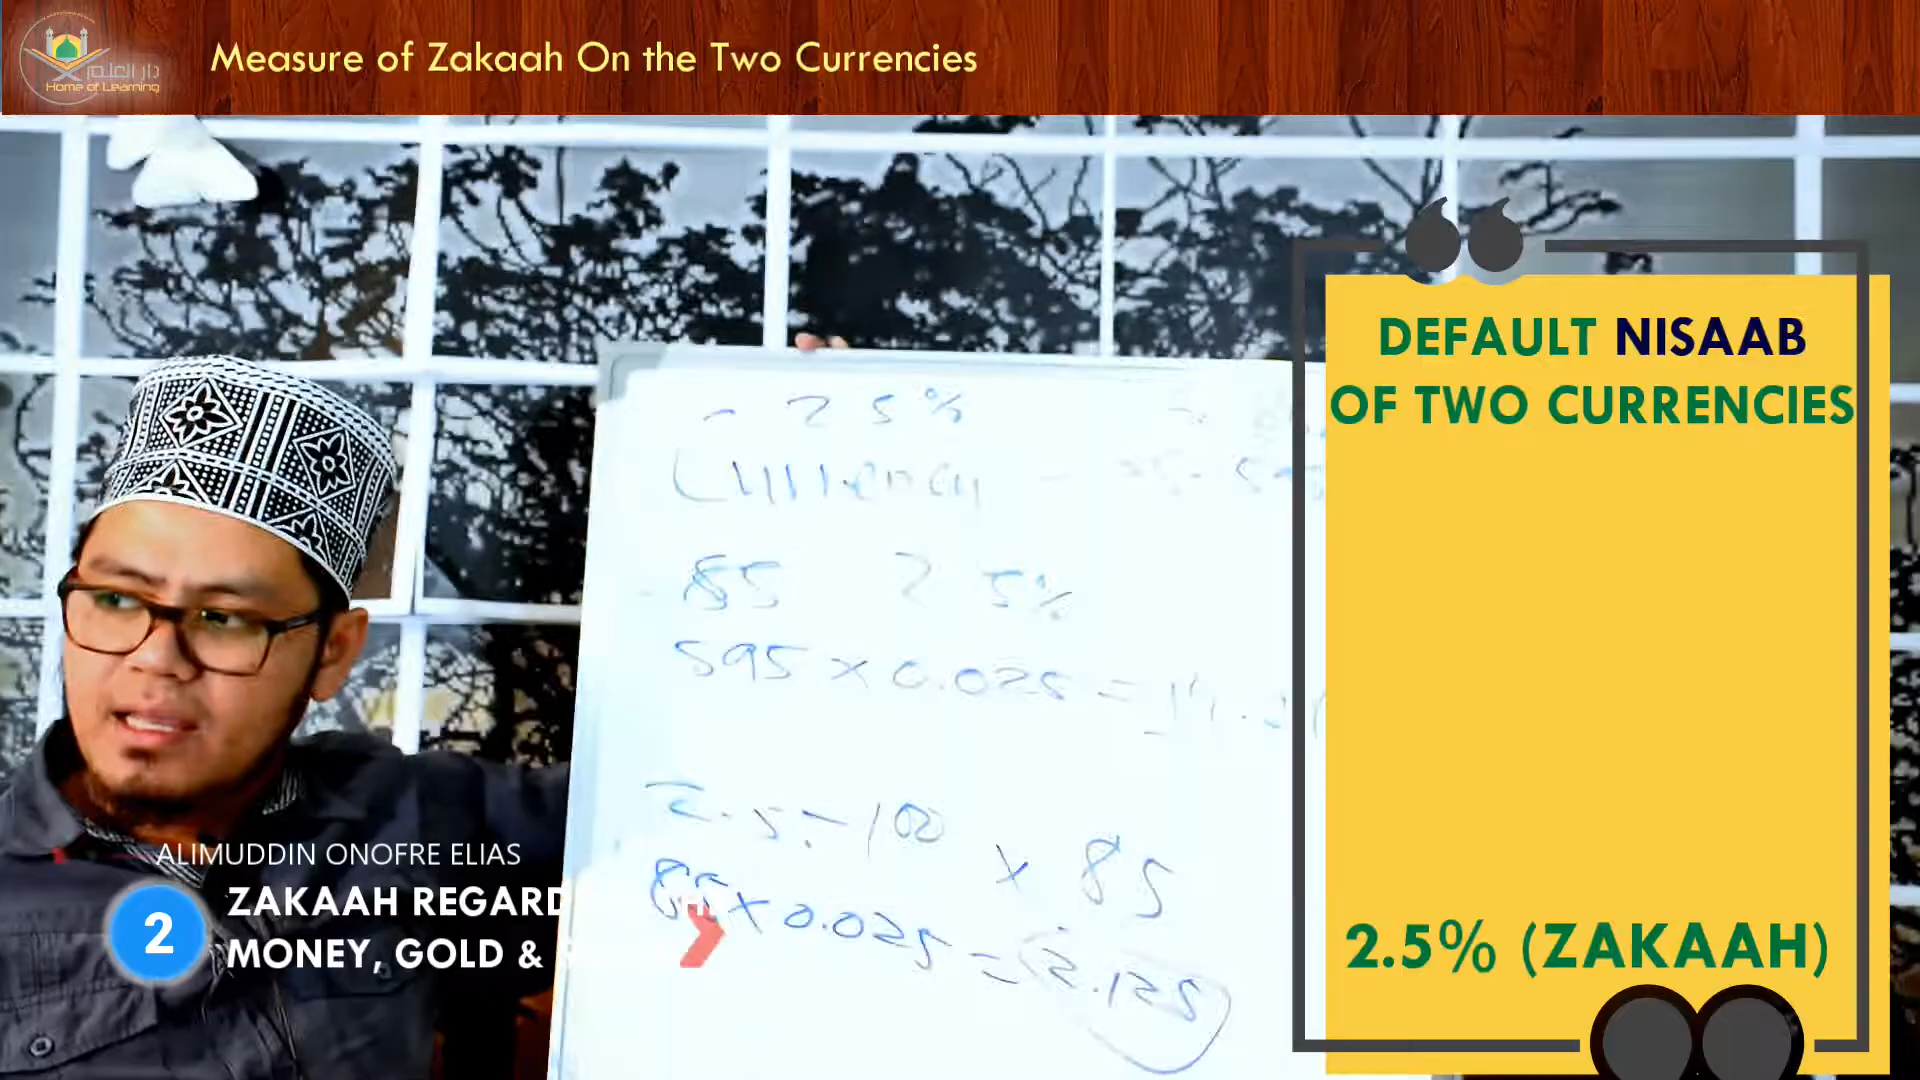 دار العلم
Home of Learning
Measure of Zakaah On the Two Currencies
DEFAULT NISAAB
OF TWO CURRENCIES
2.5% (ZAKAAH)
2 5%
Currency
85 2 5%
595 x 0.025 =
2.5 ÷ 100 x 85
85 x 0.025 = 2.125
ALIMUDDIN ONOFRE ELIAS
2
ZAKAAH REGARD
MONEY, GOLD &